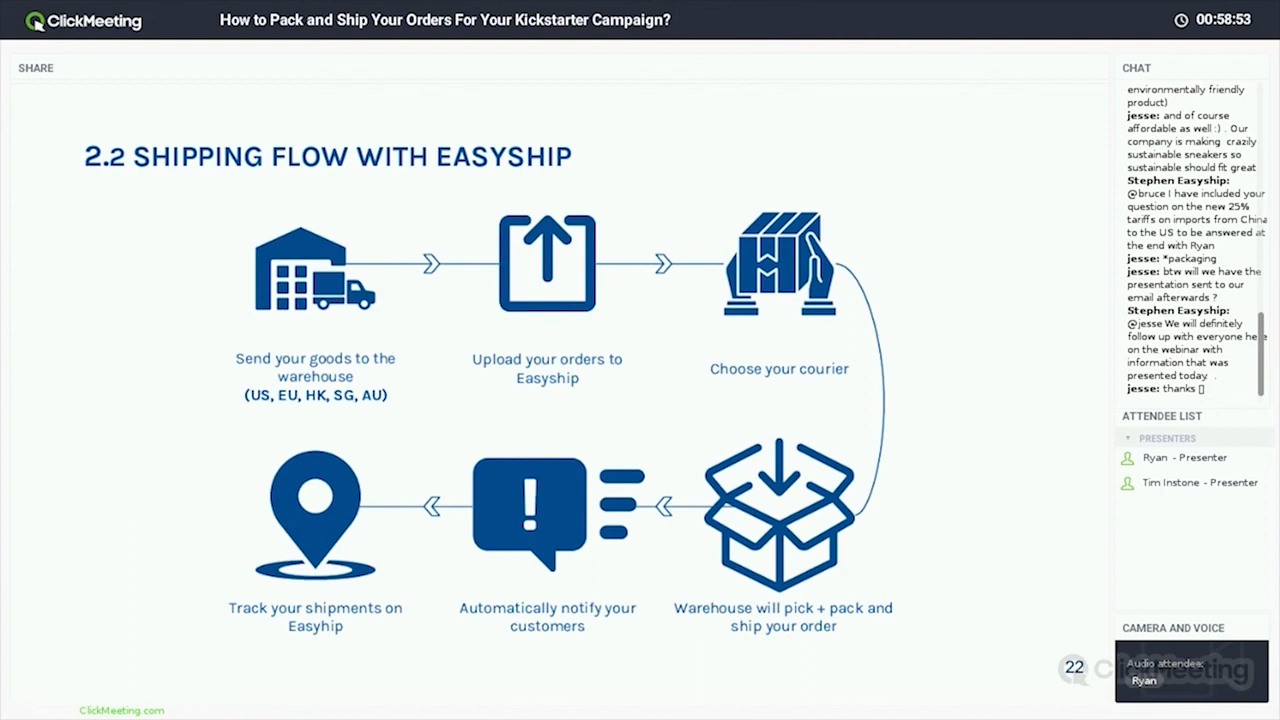 ClickMeeting
How to Pack and Ship Your Orders For Your Kickstarter Campaign?
00:58:53
SHARE
2.2 SHIPPING FLOW WITH EASYSHIP
Send your goods to the
warehouse
(US, EU, HK, SG, AU)
Upload your orders to
Easyship
Choose your courier
Track your shipments on
Easyhip
Automatically notify your
customers
Warehouse will pick + pack and
ship your order
22
ClickMeeting
ClickMeeting.com
CHAT
environmentally friendly
product)
jesse: and of course
affordable as well :) . Our
company is making crazily
sustainable sneakers so
sustainable should fit great
Stephen Easyship:
@bruce I have included your
question on the new 25%
tariffs on imports from China
to the US to be answered at
the end with Ryan
jesse: *packaging
jesse: btw will we have the
presentation sent to our
email afterwards ?
Stephen Easyship:
@jesse We will definitely
follow up with everyone here
on the webinar with
information that was
presented today .
jesse: thanks
ATTENDEE LIST
PRESENTERS
Ryan - Presenter
Tim Instone - Presenter
CAMERA AND VOICE
Audio attendee:
Ryan